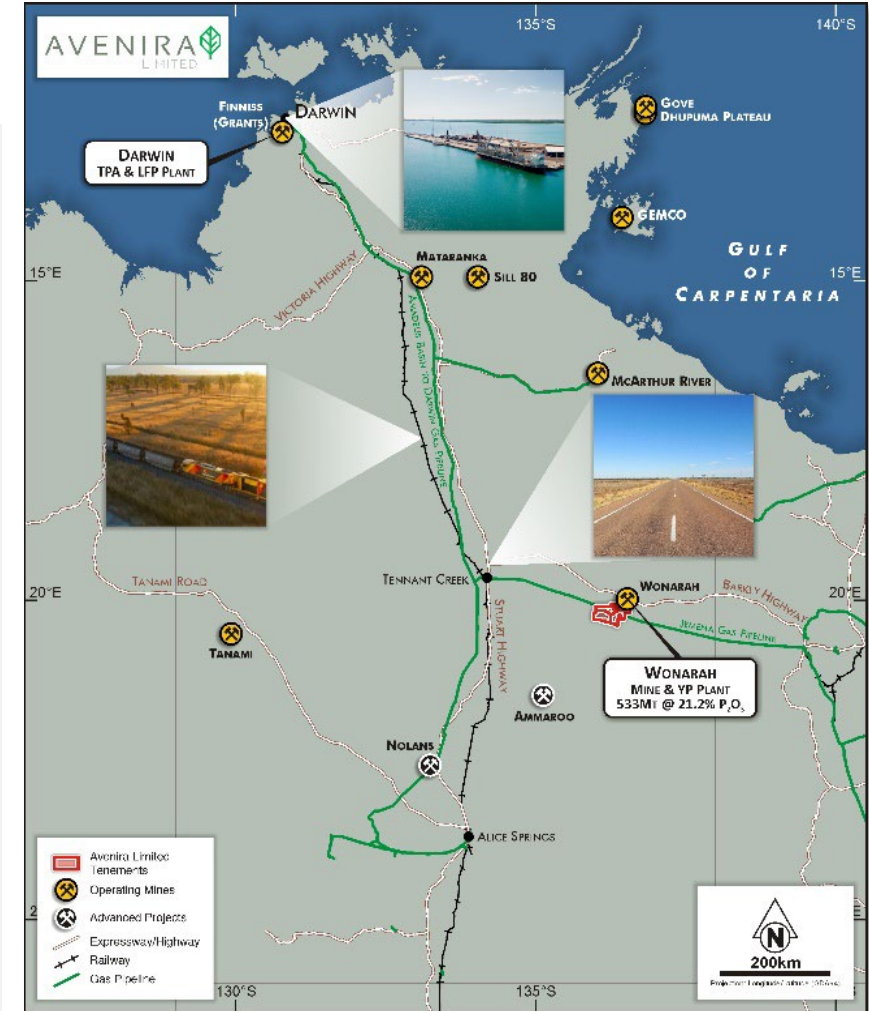 135°S
140°S
AVENIRA
LIMITED
FINNISS
(GRANTS)
DARWIN
GOVE
DHUPUMA PLATEAU
DARWIN
TPA & LFP PLANT
GEMCO
GULF
OF
CARPENTARIA
MATARANKA
SILL 80
15°E
15°E
VICTORIA HIGHWAY
AMADEUS BASIN TO DARWIN GAS PIPELINE
MCARTHUR RIVER
TENNANT CREEK
TANAMI ROAD
WONARAH
BARKLY HIGHWAY
20°E
20°E
STUART HIGHWAY
JEMENA GAS PIPELINE
TANAMI
WONARAH
MINE & YP PLANT
533MT @ 21.2% P₂O₅
AMMAROO
NOLANS
ALICE SPRINGS
Avenira Limited
Tenements
Operating Mines
Advanced Projects
Expressway/Highway
Railway
Gas Pipeline
N
200km
Projection: Longitude/Latitude
130°S
135°S